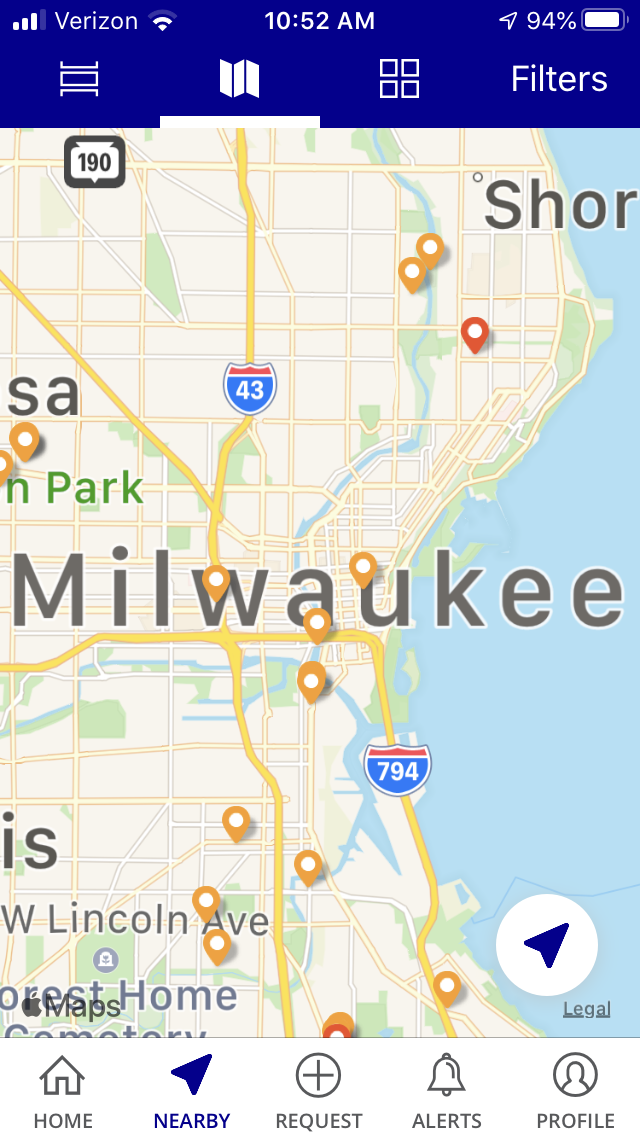 Verizon 10:52 AM 94%
Filters
190
Shor
43
sa
n Park
Milwaukee
794
is
W Lincoln Ave
orest Home
Maps
Legal
Cemetery
HOME NEARBY REQUEST ALERTS PROFILE